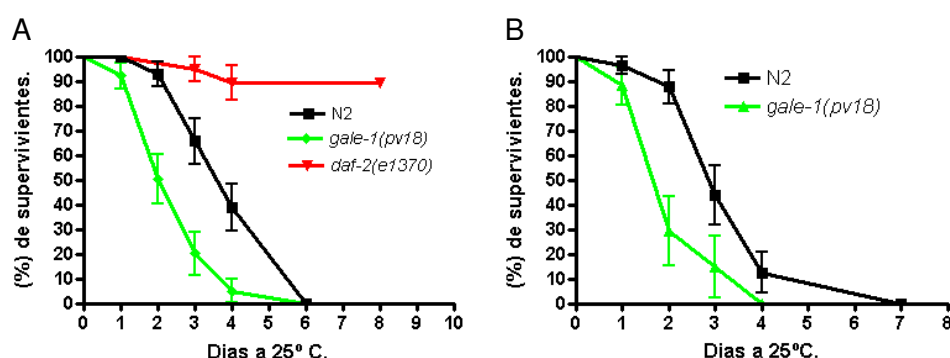 A
(%) de supervivientes.
100
90
80
70
60
50
40
30
20
10
0
0 1 2 3 4 5 6 7 8 9 10
Dias a 25º C.
N2
gale-1(pv18)
daf-2(e1370)
B
(%) de supervivientes.
100
90
80
70
60
50
40
30
20
10
0
0 1 2 3 4 5 6 7 8
Dias a 25ºC.
N2
gale-1(pv18)